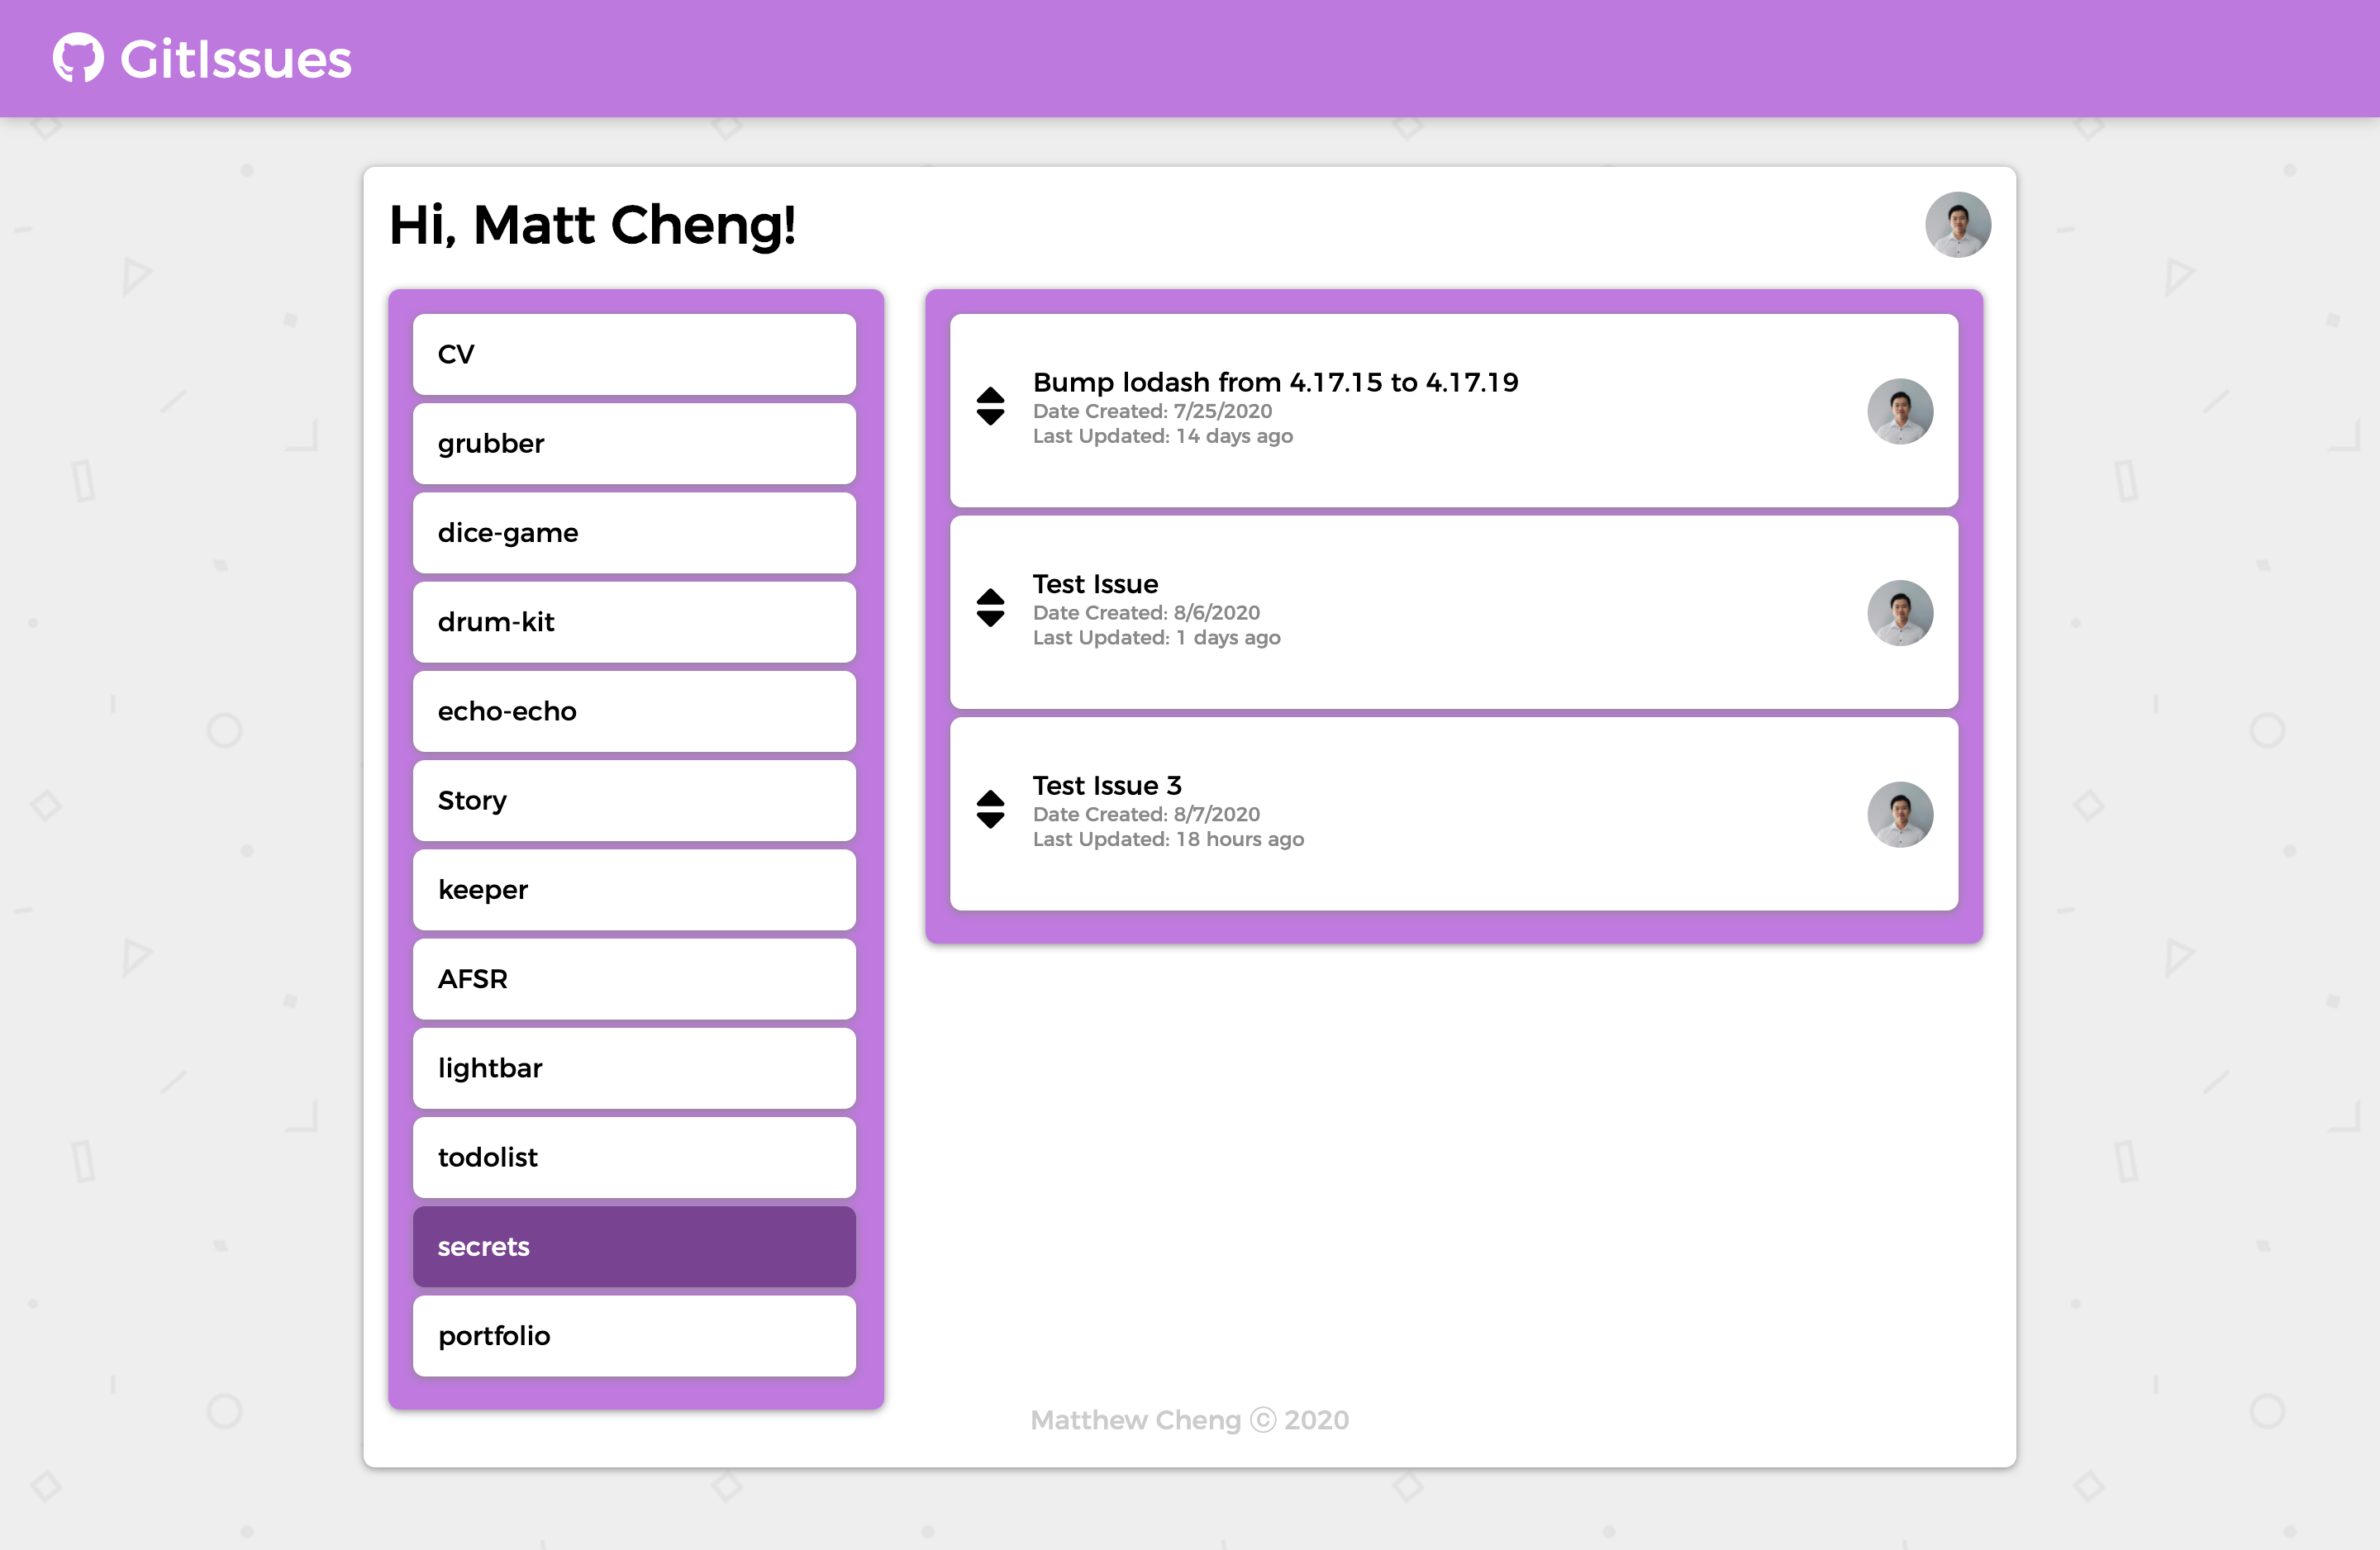 GitIssues
Hi, Matt Cheng!
CV
grubber
dice-game
drum-kit
echo-echo
Story
keeper
AFSR
lightbar
todolist
secrets
portfolio
Bump lodash from 4.17.15 to 4.17.19
Date Created: 7/25/2020
Last Updated: 14 days ago
Test Issue
Date Created: 8/6/2020
Last Updated: 1 days ago
Test Issue 3
Date Created: 8/7/2020
Last Updated: 18 hours ago
Matthew Cheng ⓒ 2020